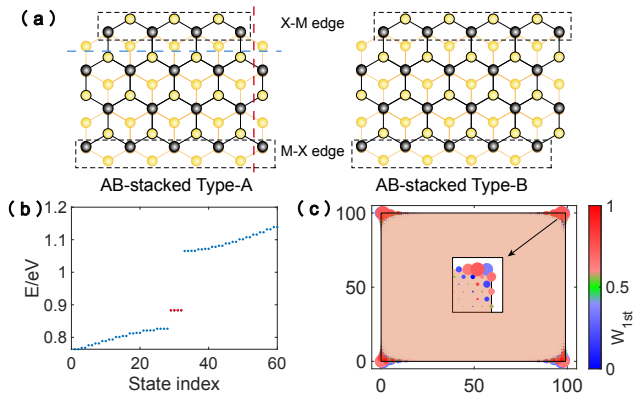 (a)
X-M edge
M-X edge
AB-stacked Type-A
AB-stacked Type-B
(b)
1.2
1.1
1
0.9
0.8
E/eV
0
20
40
60
State index
(c)
100
50
0
0
50
100
1
0.5
0
W1st